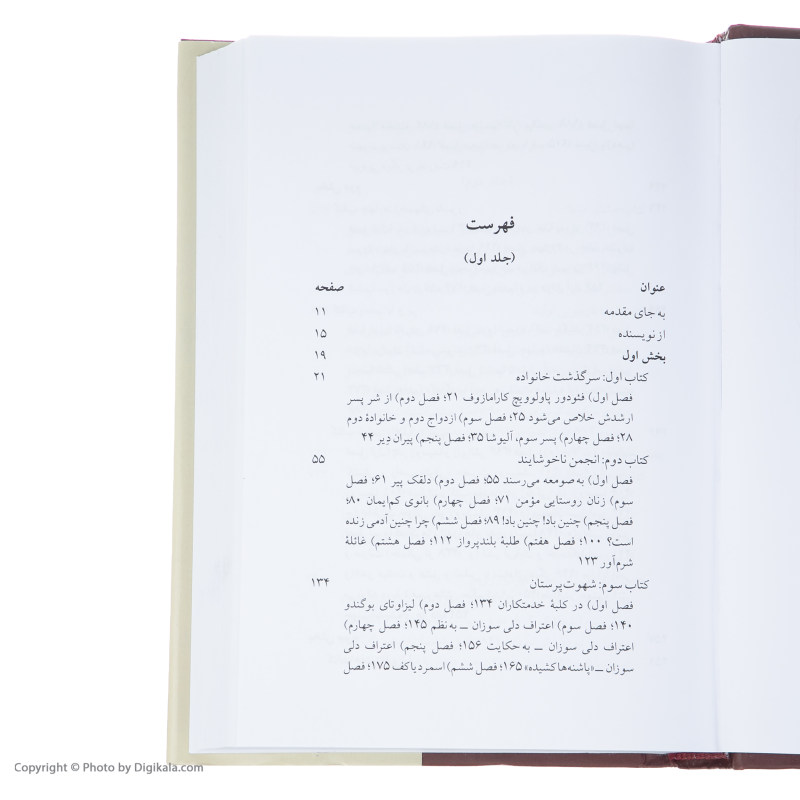 فهرست
(جلد اول)
عنوان صفحه
به جای مقدمه ۱۱
از نویسنده ۱۵
بخش اول ۱۹
کتاب اول: سرگذشت خانواده ۲۱
فصل اول) فئودور پاولوویچ کارامازوف ۲۱؛ فصل دوم) از شر پسر
ارشدش خلاص می‌شود ۲۵؛ فصل سوم) ازدواج دوم و خانوادهٔ دوم
۲۸؛ فصل چهارم) پسر سوم، آلیوشا ۳۵؛ فصل پنجم) پیران دِیر ۴۴
کتاب دوم: انجمن ناخوشایند ۵۵
فصل اول) به صومعه می‌رسند ۵۵؛ فصل دوم) دلقک پیر ۶۱؛ فصل
سوم) زنان روستایی مؤمن ۷۱؛ فصل چهارم) بانوی کم‌ایمان ۸۰؛
فصل پنجم) چنین باد! چنین باد! ۸۹؛ فصل ششم) چرا چنین آدمی زنده
است؟ ۱۰۰؛ فصل هفتم) طلبهٔ بلندپرواز ۱۱۲؛ فصل هشتم) غائلهٔ
شرم‌آور ۱۲۳
کتاب سوم: شهوت‌پرستان ۱۳۴
فصل اول) در کلبهٔ خدمتکاران ۱۳۴؛ فصل دوم) لیزاوتای بوگندو
۱۴۰؛ فصل سوم) اعتراف دلی سوزان ــ به نظم ۱۴۵؛ فصل چهارم)
اعتراف دلی سوزان ــ به حکایت ۱۵۶؛ فصل پنجم) اعتراف دلی
سوزان ــ «پاشنه‌ها کشیده» ۱۶۵؛ فصل ششم) اسمردیاکف ۱۷۵؛ فصل
Copyright © Photo by Digikala.com